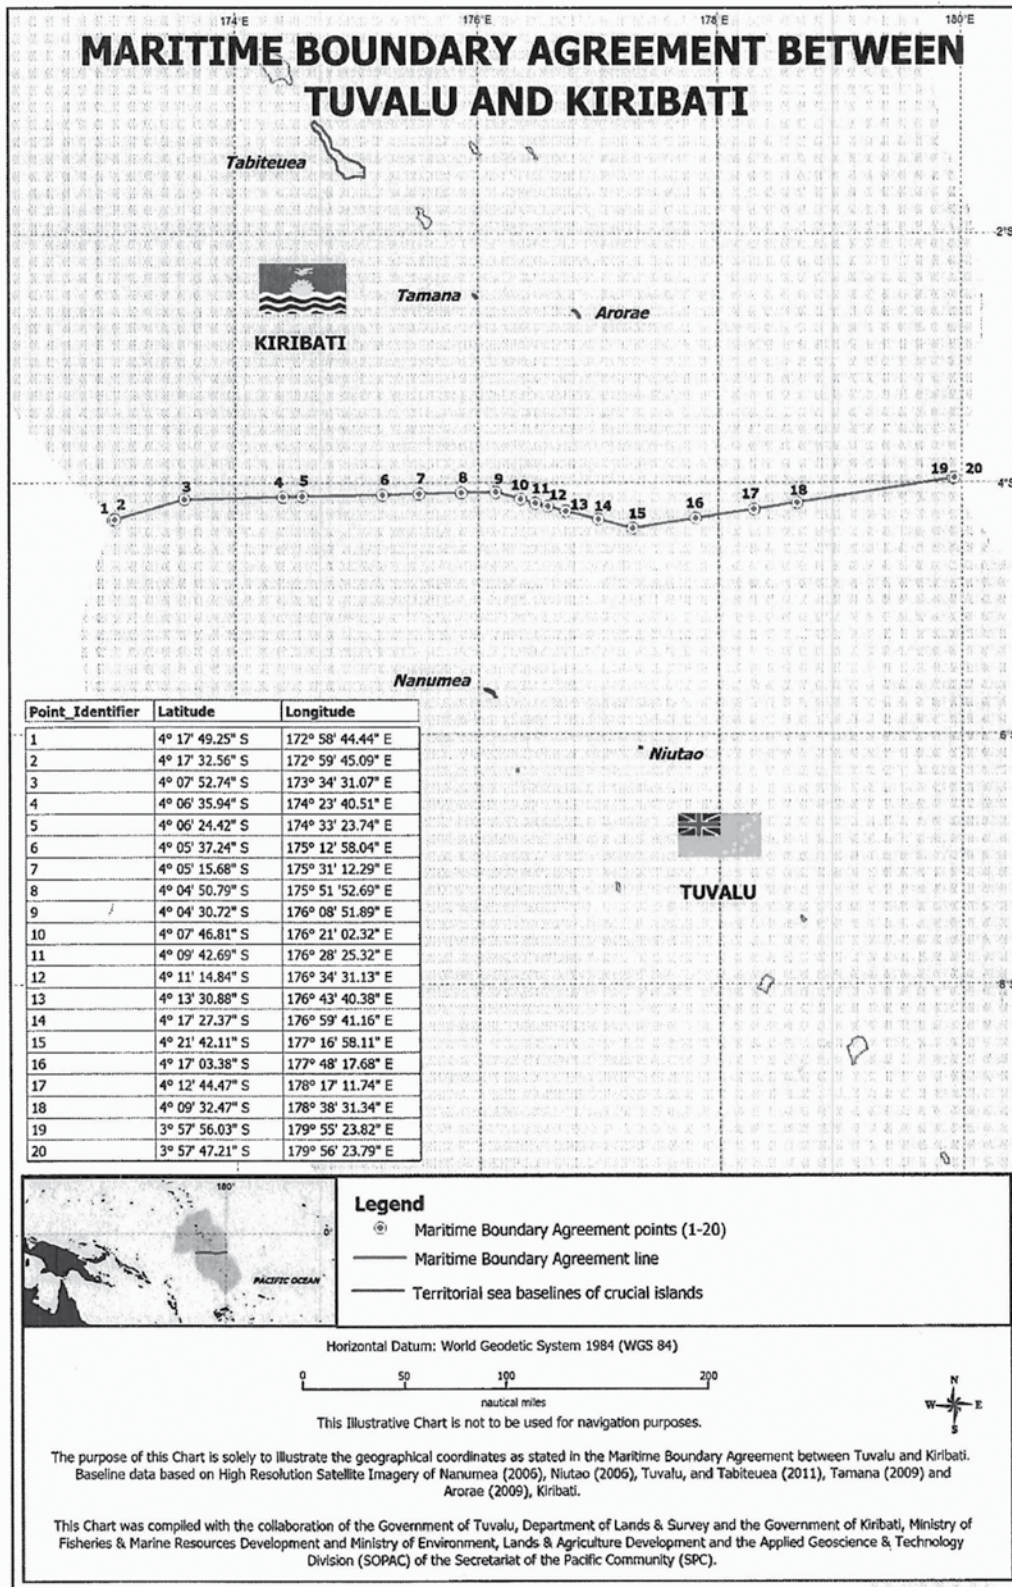 174°E 176°E 178°E 180°E
MARITIME BOUNDARY AGREEMENT BETWEEN
TUVALU AND KIRIBATI
Tabiteuea
2°S
Tamana
Arorae
KIRIBATI
1 2 3 4 5 6 7 8 9 10 11 12 13 14 15 16 17 18 19 20
4°S
Nanumea
Niutao
6°S
TUVALU
8°S
Point_Identifier Latitude Longitude
1 4° 17' 49.25" S 172° 58' 44.44" E
2 4° 17' 32.56" S 172° 59' 45.09" E
3 4° 07' 52.74" S 173° 34' 31.07" E
4 4° 06' 35.94" S 174° 23' 40.51" E
5 4° 06' 24.42" S 174° 33' 23.74" E
6 4° 05' 37.24" S 175° 12' 58.04" E
7 4° 05' 15.68" S 175° 31' 12.29" E
8 4° 04' 50.79" S 175° 51 '52.69" E
9 4° 04' 30.72" S 176° 08' 51.89" E
10 4° 07' 46.81" S 176° 21' 02.32" E
11 4° 09' 42.69" S 176° 28' 25.32" E
12 4° 11' 14.84" S 176° 34' 31.13" E
13 4° 13' 30.88" S 176° 43' 40.38" E
14 4° 17' 27.37" S 176° 59' 41.16" E
15 4° 21' 42.11" S 177° 16' 58.11" E
16 4° 17' 03.38" S 177° 48' 17.68" E
17 4° 12' 44.47" S 178° 17' 11.74" E
18 4° 09' 32.47" S 178° 38' 31.34" E
19 3° 57' 56.03" S 179° 55' 23.82" E
20 3° 57' 47.21" S 179° 56' 23.79" E
180°
0°
PACIFIC OCEAN
Legend
Maritime Boundary Agreement points (1-20)
Maritime Boundary Agreement line
Territorial sea baselines of crucial islands
Horizontal Datum: World Geodetic System 1984 (WGS 84)
0 50 100 200
nautical miles
This Illustrative Chart is not to be used for navigation purposes.
N
W E
S
The purpose of this Chart is solely to illustrate the geographical coordinates as stated in the Maritime Boundary Agreement between Tuvalu and Kiribati.
Baseline data based on High Resolution Satellite Imagery of Nanumea (2006), Niutao (2006), Tuvalu, and Tabiteuea (2011), Tamana (2009) and
Arorae (2009), Kiribati.
This Chart was compiled with the collaboration of the Government of Tuvalu, Department of Lands & Survey and the Government of Kiribati, Ministry of
Fisheries & Marine Resources Development and Ministry of Environment, Lands & Agriculture Development and the Applied Geoscience & Technology
Division (SOPAC) of the Secretariat of the Pacific Community (SPC).